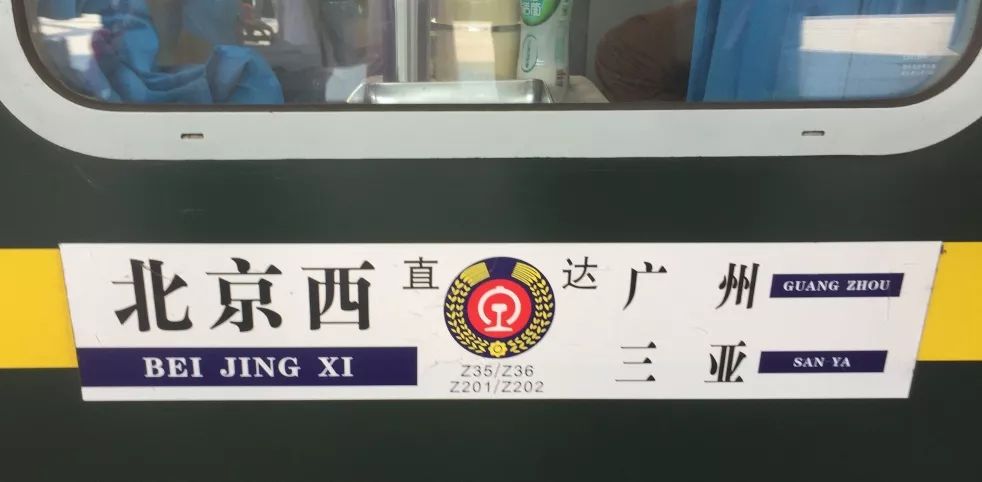 北京西
BEI JING XI
直达
Z35/Z36
Z201/Z202
广州
GUANG ZHOU
三亚
SAN-YA